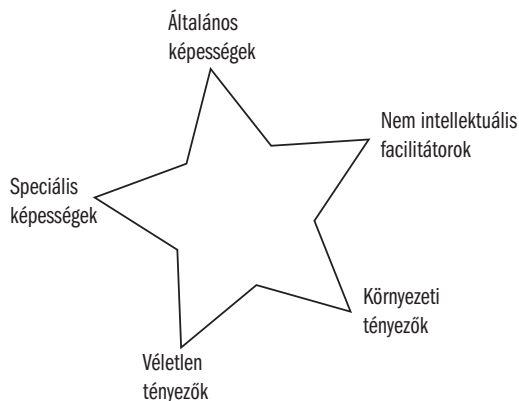 Általános
képességek
Nem intellektuális
facilitátorok
Speciális
képességek
Környezeti
tényezők
Véletlen
tényezők